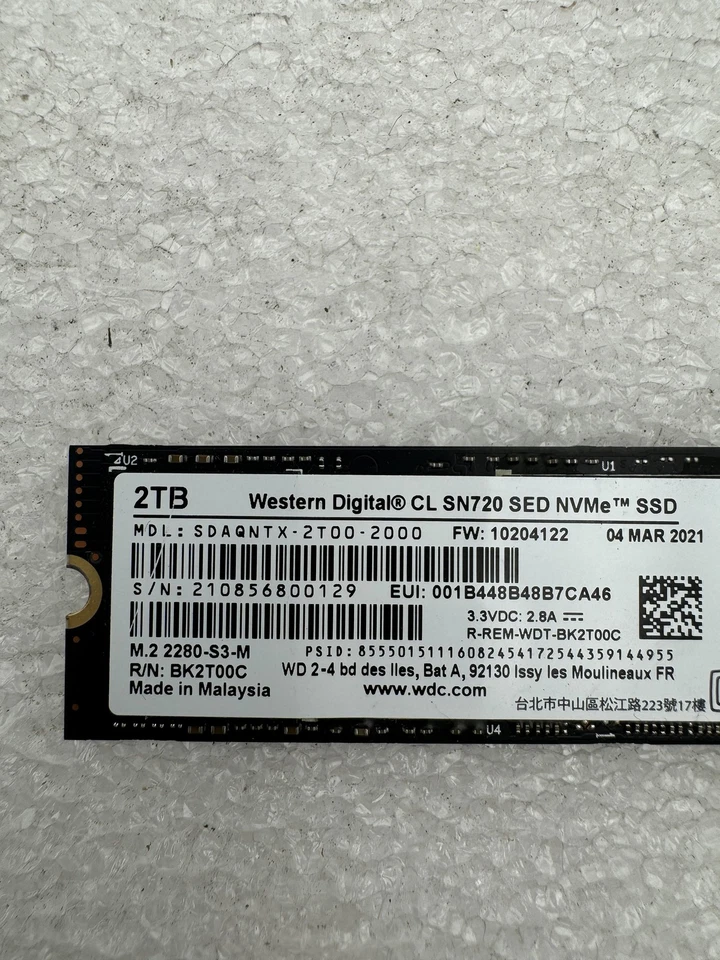 U2
U1
2TB Western Digital® CL SN720 SED NVMe™ SSD
MDL: SDAQNTX-2T00-2000 FW: 10204122 04 MAR 2021
S/N: 210856800129 EUI: 001B448B48B7CA46
3.3VDC: 2.8A
R-REM-WDT-BK2T00C
M.2 2280-S3-M PSID: 85550151111608245417254435914495​5
R/N: BK2T00C WD 2-4 bd des Iles, Bat A, 92130 Issy les Moulineaux FR
Made in Malaysia www.wdc.com
台北市中山區松江路223號17樓
U4